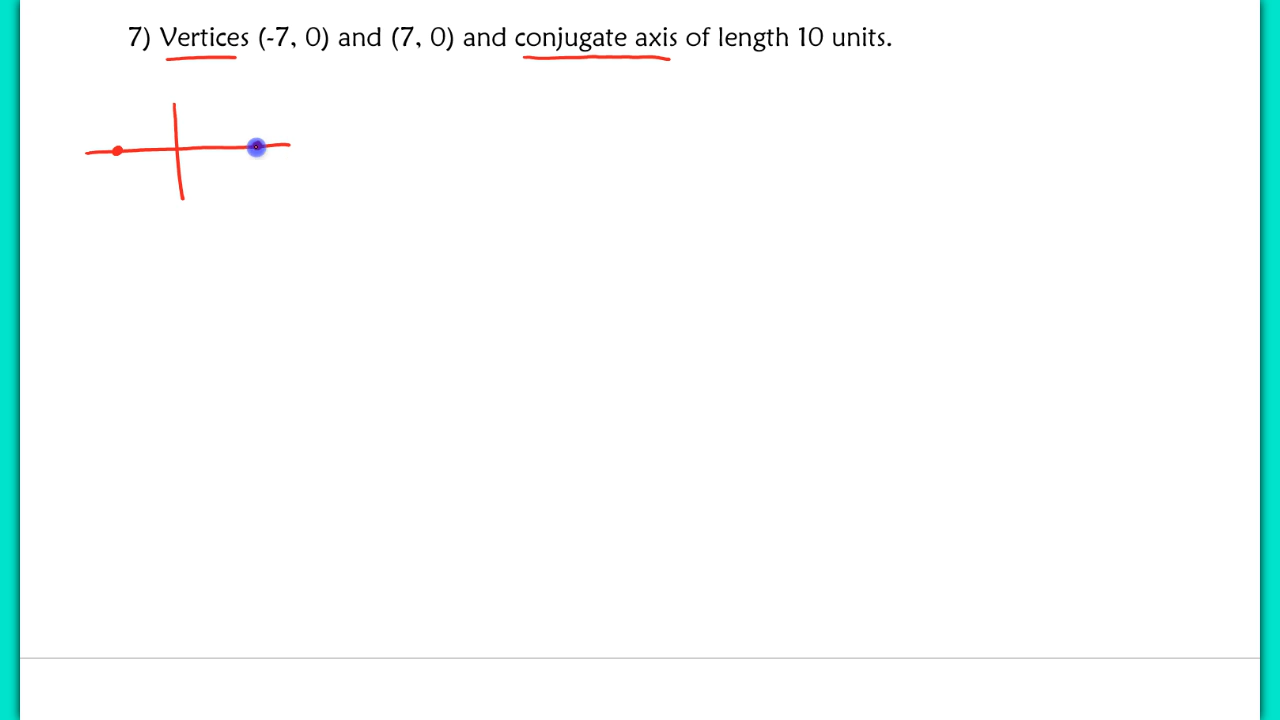 7) Vertices (-7, 0) and (7, 0) and conjugate axis of length 10 units.